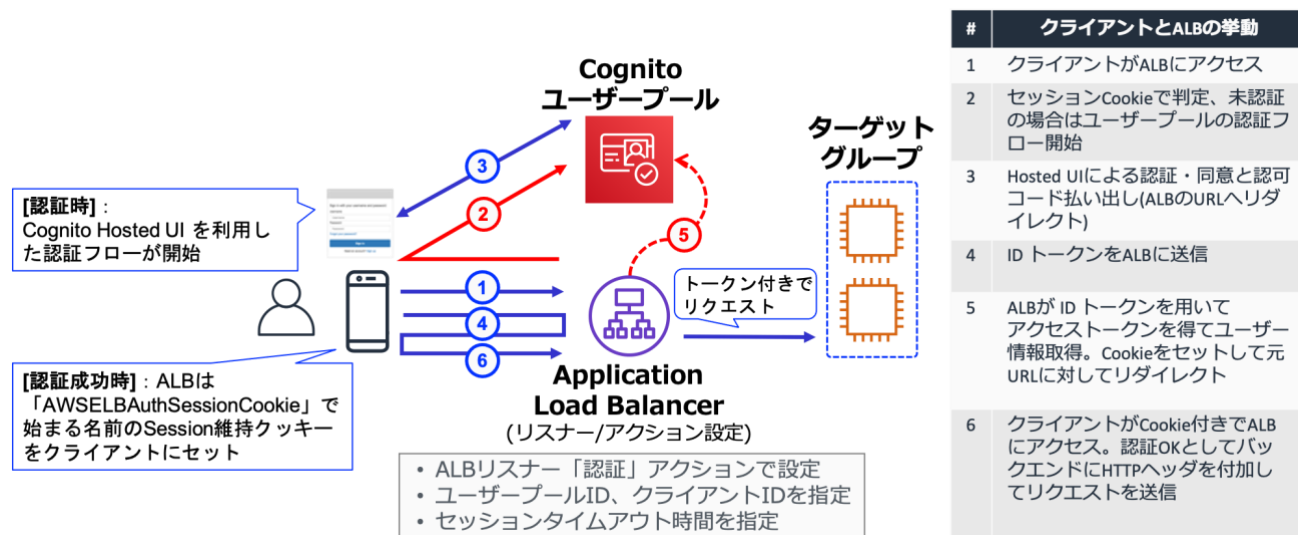 Cognito
ユーザープール
ターゲット
グループ
[認証時]：
Cognito Hosted UI を利用し
た認証フローが開始
3
2
5
1
4
6
トークン付きで
リクエスト
[認証成功時]：ALBは
「AWSELBAuthSessionCookie」で
始まる名前のSession維持クッキー
をクライアントにセット
Application
Load Balancer
(リスナー/アクション設定)
• ALBリスナー「認証」アクションで設定
• ユーザープールID、クライアントIDを指定
• セッションタイムアウト時間を指定
# クライアントとALBの挙動
1 クライアントがALBにアクセス
2 セッションCookieで判定、未認証
の場合はユーザープールの認証フ
ロー開始
3 Hosted UIによる認証・同意と認可
コード払い出し(ALBのURLへリダ
イレクト)
4 ID トークンをALBに送信
5 ALBが ID トークンを用いて
アクセストークンを得てユーザー
情報取得。Cookieをセットして元
URLに対してリダイレクト
6 クライアントがCookie付きでALB
にアクセス。認証OKとしてバッ
クエンドにHTTPヘッダを付加し
てリクエストを送信